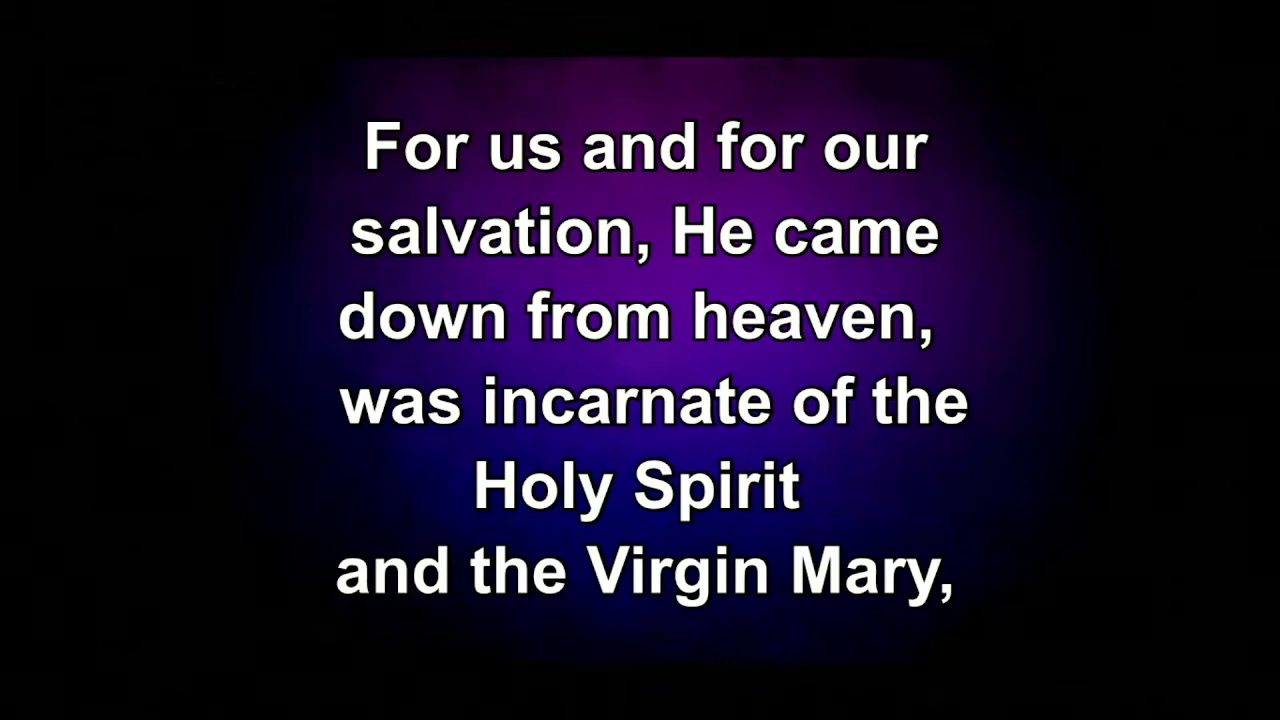 For us and for our
salvation, He came
down from heaven,
was incarnate of the
Holy Spirit
and the Virgin Mary,